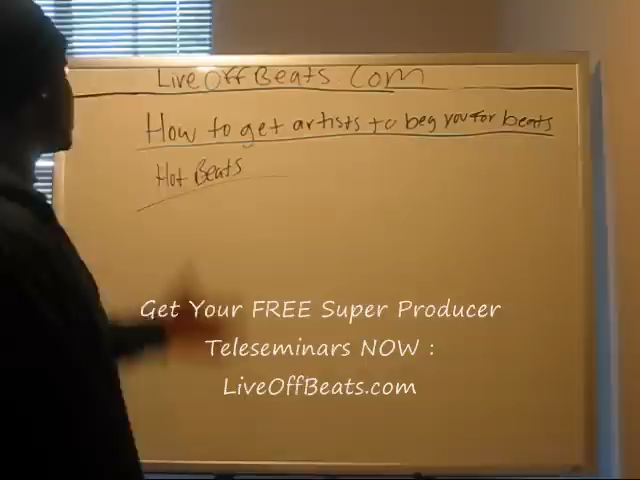 LiveOffBeats.Com
How to get artists to beg you for beats
Hot Beats
Get Your FREE Super Producer
Teleseminars NOW :
LiveOffBeats.com